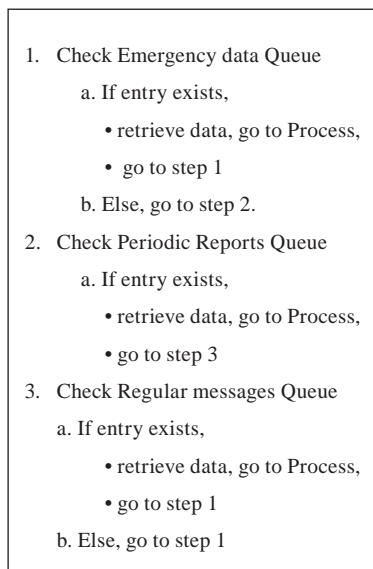 1. Check Emergency data Queue
a. If entry exists,
• retrieve data, go to Process,
• go to step 1
b. Else, go to step 2.
2. Check Periodic Reports Queue
a. If entry exists,
• retrieve data, go to Process,
• go to step 3
3. Check Regular messages Queue
a. If entry exists,
• retrieve data, go to Process,
• go to step 1
b. Else, go to step 1